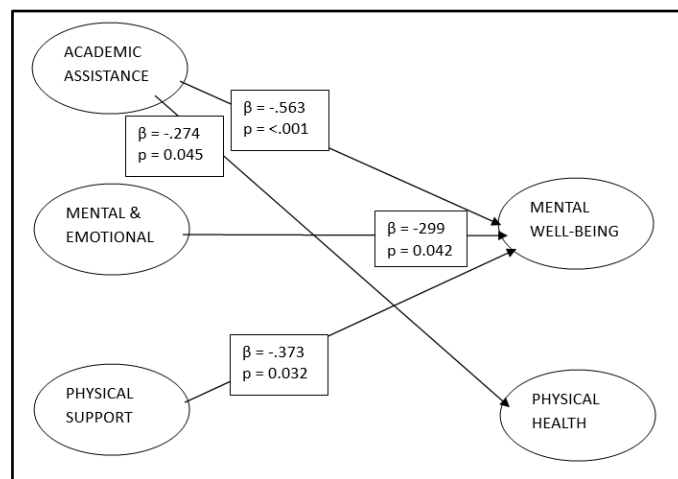 ACADEMIC
ASSISTANCE
β = -.563
p = <.001
β = -.274
p = 0.045
MENTAL &
EMOTIONAL
β = -299
p = 0.042
MENTAL
WELL-BEING
β = -.373
p = 0.032
PHYSICAL
SUPPORT
PHYSICAL
HEALTH